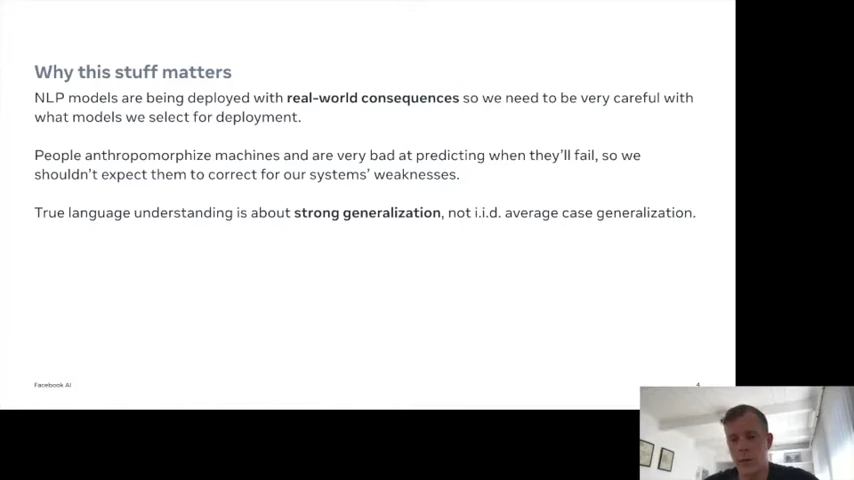 Why this stuff matters
NLP models are being deployed with real-world consequences so we need to be very careful with
what models we select for deployment.
People anthropomorphize machines and are very bad at predicting when they'll fail, so we
shouldn't expect them to correct for our systems' weaknesses.
True language understanding is about strong generalization, not i.i.d. average case generalization.
Facebook AI
4